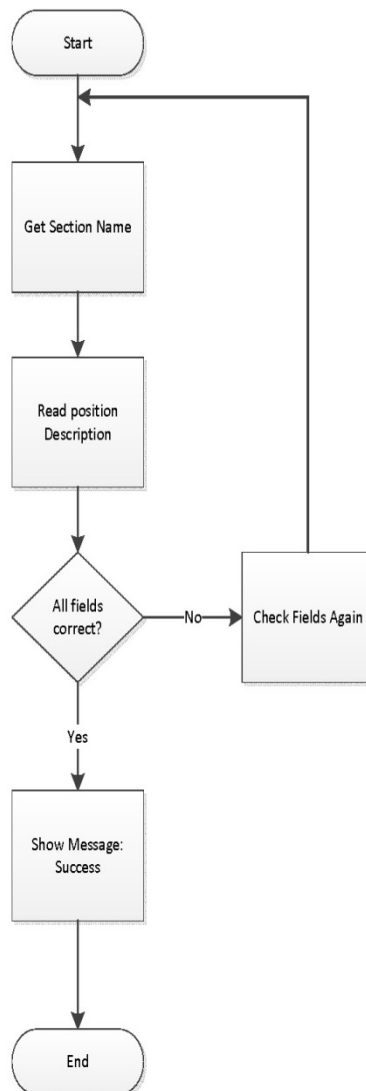 Start
Get Section Name
Read position
Description
All fields
correct?
No
Check Fields Again
Yes
Show Message:
Success
End